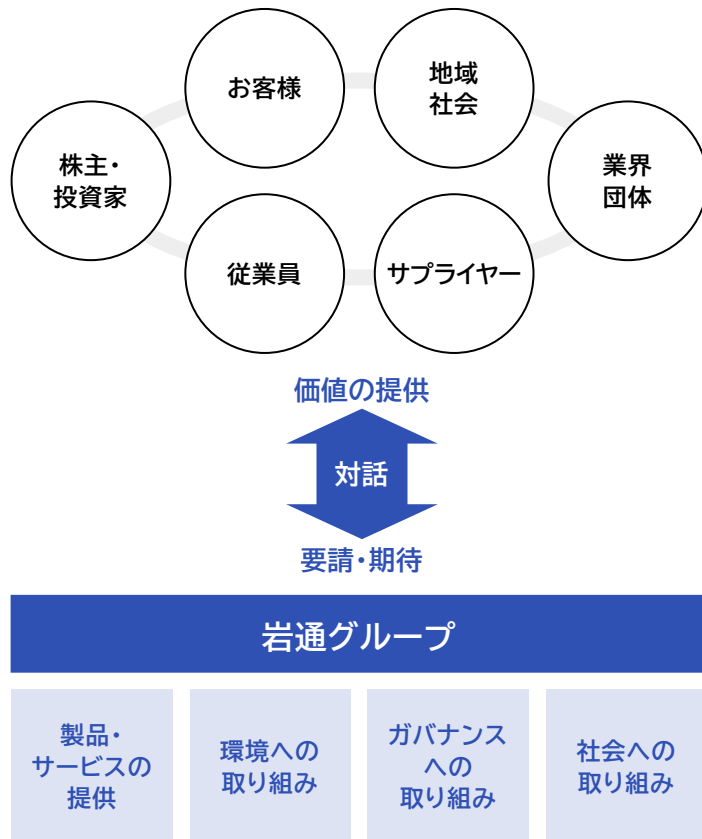 お客様
地域
社会
株主・
投資家
業界
団体
従業員
サプライヤー
価値の提供
対話
要請・期待
岩通グループ
製品・
サービスの
提供
環境への
取り組み
ガバナンス
への
取り組み
社会への
取り組み